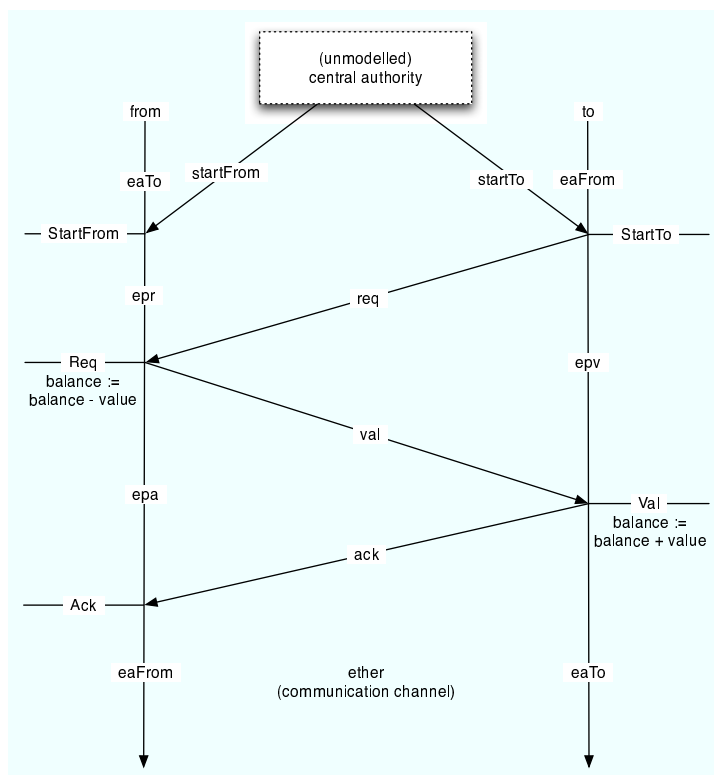 (unmodelled)
central authority
from
to
startFrom
startTo
eaTo
eaFrom
StartFrom
StartTo
epr
req
Req
balance :=
balance - value
epv
val
epa
Val
balance :=
balance + value
ack
Ack
eaFrom
ether
(communication channel)
eaTo